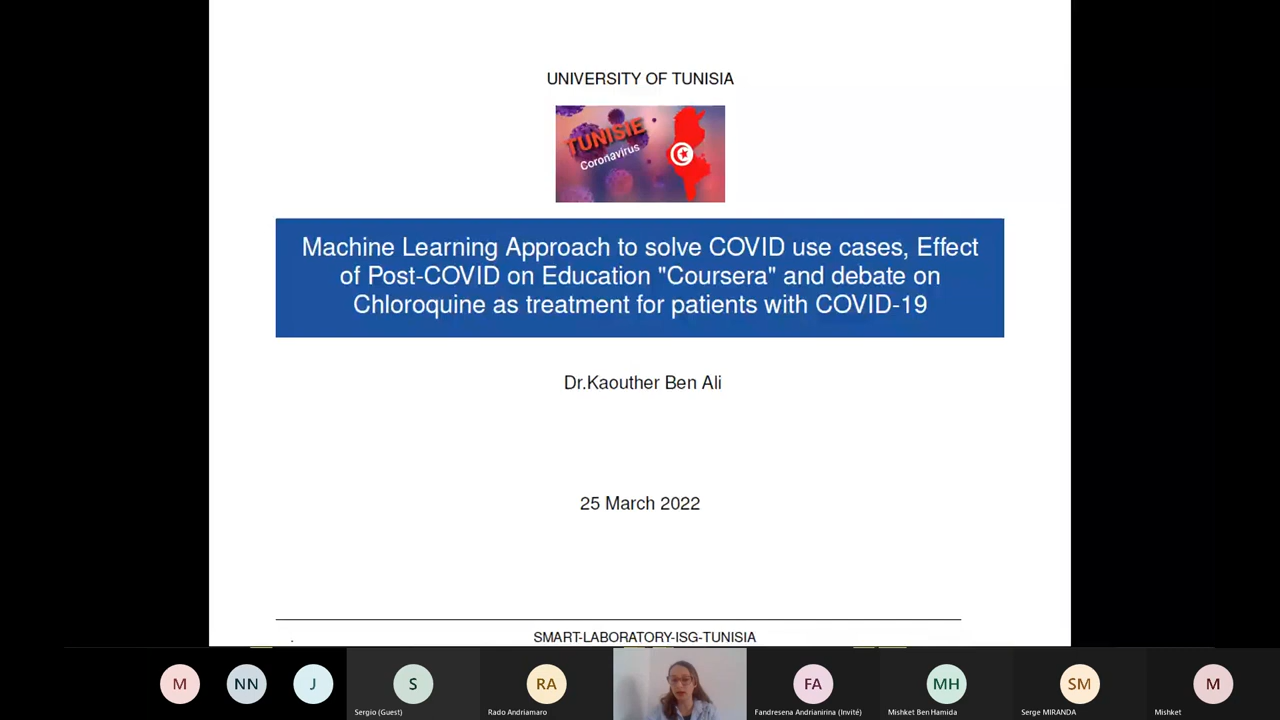 UNIVERSITY OF TUNISIA
TUNISIE
Coronavirus
Machine Learning Approach to solve COVID use cases, Effect
of Post-COVID on Education "Coursera" and debate on
Chloroquine as treatment for patients with COVID-19
Dr.Kaouther Ben Ali
25 March 2022
.
SMART-LABORATORY-ISG-TUNISIA
M NN J S RA FA MH SM M
Sergio (Guest) Rado Andriamaro Fandresena Andrianirina (Invité) Mishket Ben Hamida Serge MIRANDA Mishket